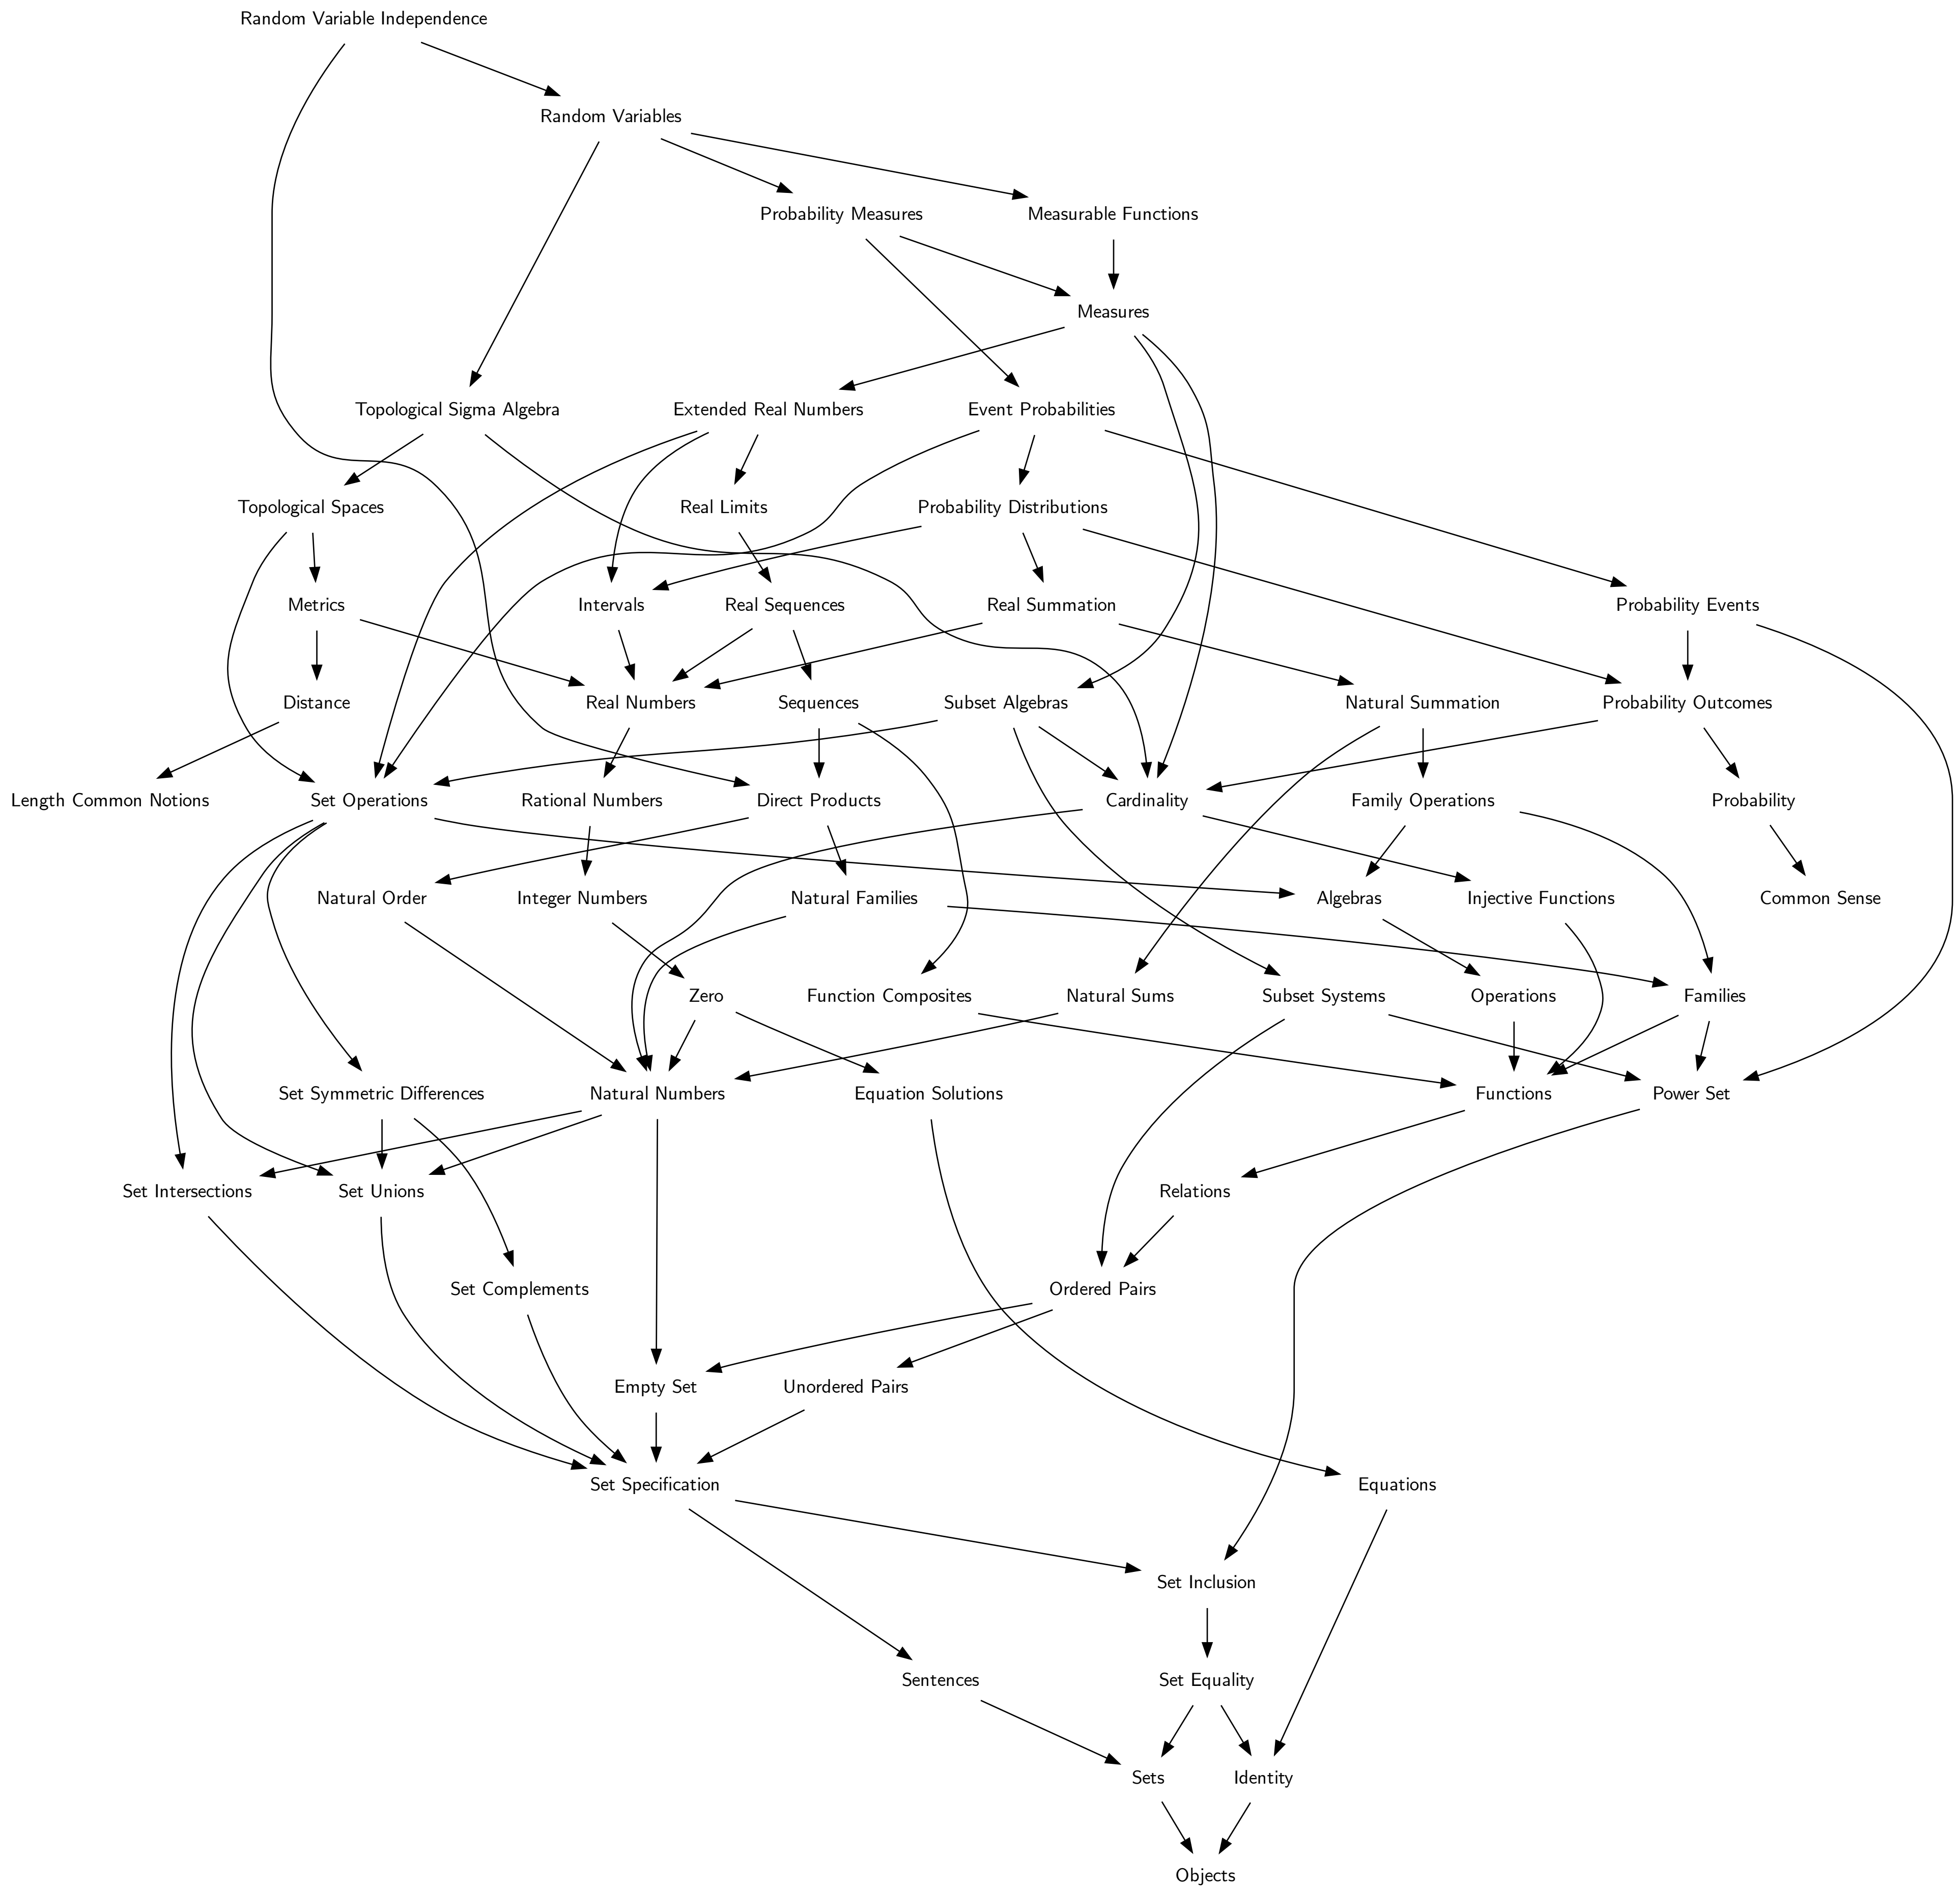 Random Variable Independence
Random Variables
Probability Measures
Measurable Functions
Measures
Topological Sigma Algebra
Extended Real Numbers
Event Probabilities
Topological Spaces
Real Limits
Probability Distributions
Metrics
Intervals
Real Sequences
Real Summation
Probability Events
Distance
Real Numbers
Sequences
Subset Algebras
Natural Summation
Probability Outcomes
Length Common Notions
Set Operations
Rational Numbers
Direct Products
Cardinality
Family Operations
Probability
Natural Order
Integer Numbers
Natural Families
Algebras
Injective Functions
Common Sense
Zero
Function Composites
Natural Sums
Subset Systems
Operations
Families
Set Symmetric Differences
Natural Numbers
Equation Solutions
Functions
Power Set
Set Intersections
Set Unions
Relations
Set Complements
Ordered Pairs
Empty Set
Unordered Pairs
Set Specification
Equations
Set Inclusion
Sentences
Set Equality
Sets
Identity
Objects